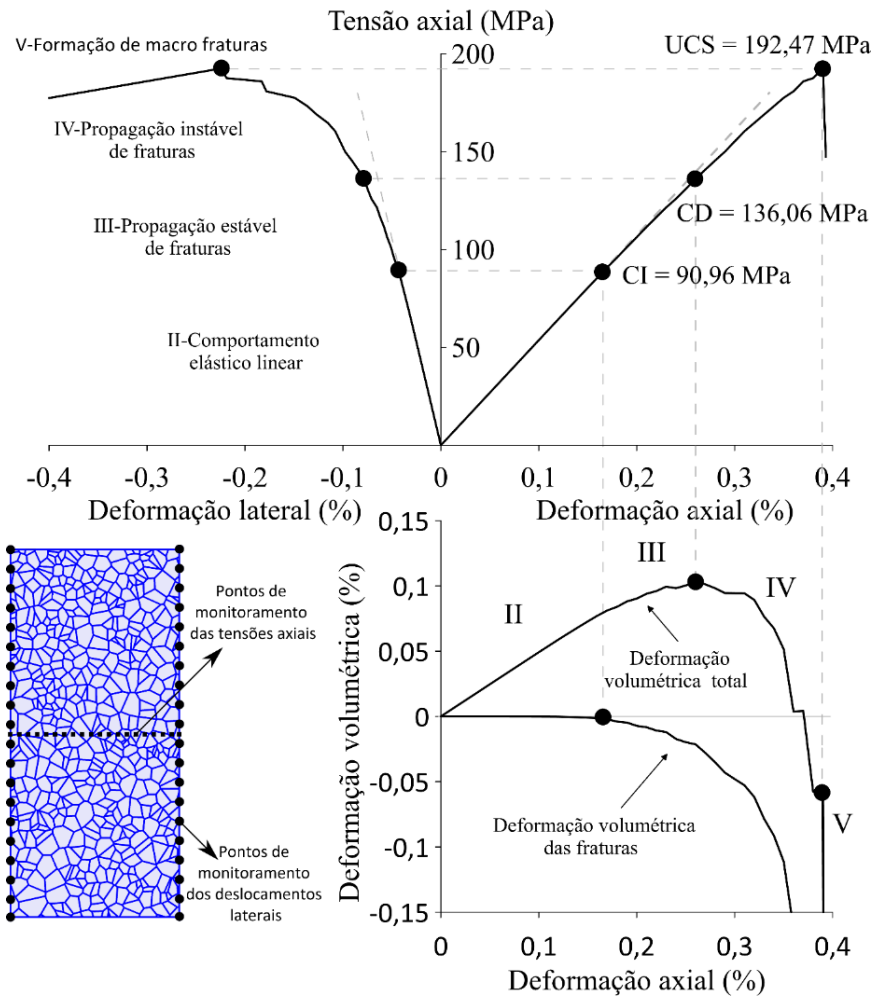 Tensão axial (MPa)
V-Formação de macro fraturas
200
UCS = 192,47 MPa
IV-Propagação instável
de fraturas
150
III-Propagação estável
de fraturas
CD = 136,06 MPa
100
CI = 90,96 MPa
II-Comportamento
elástico linear
50
-0,4 -0,3 -0,2 -0,1 0 0,1 0,2 0,3 0,4
Deformação lateral (%) Deformação axial (%)
Pontos de
monitoramento
das tensões axiais
Pontos de
monitoramento
dos deslocamentos
laterais
Deformação volumétrica (%)
0,15
0,1
0,05
0
-0,05
-0,1
-0,15
II
III
IV
V
Deformação
volumétrica total
Deformação volumétrica
das fraturas
0 0,1 0,2 0,3 0,4
Deformação axial (%)